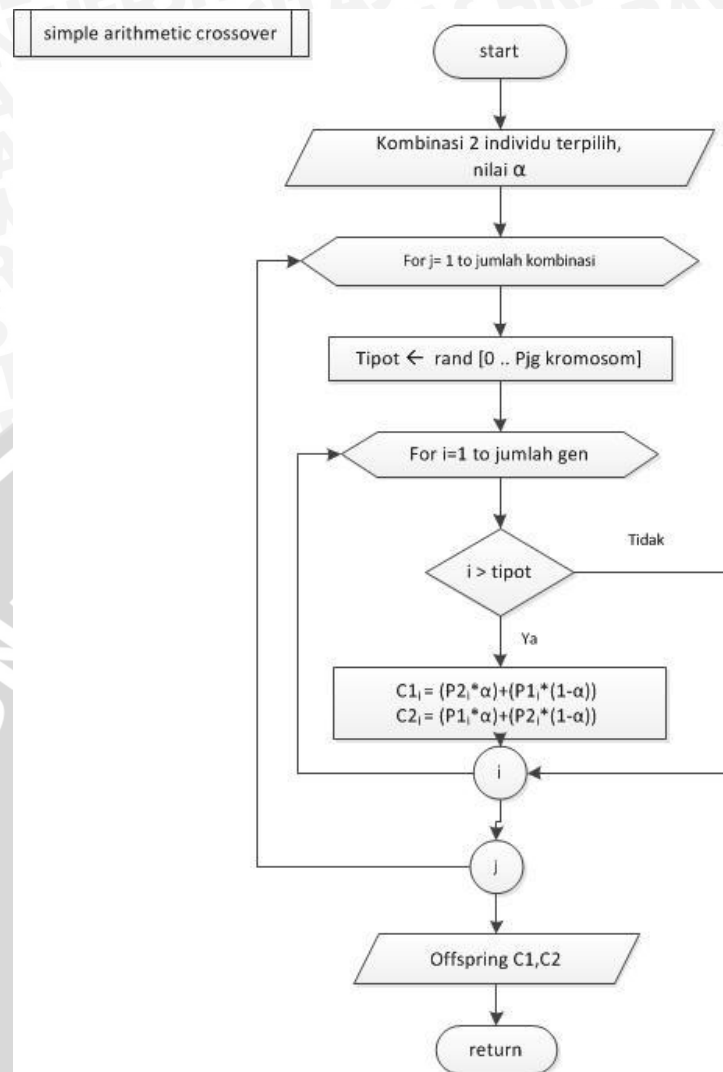 simple arithmetic crossover
start
Kombinasi 2 individu terpilih,
nilai α
For j= 1 to jumlah kombinasi
Tipot ← rand [0 .. Pjg kromosom]
For i=1 to jumlah gen
Tidak
i > tipot
Ya
C1ᵢ = (P2ᵢ*α)+(P1ᵢ*(1-α))
C2ᵢ = (P1ᵢ*α)+(P2ᵢ*(1-α))
i
j
Offspring C1,C2
return